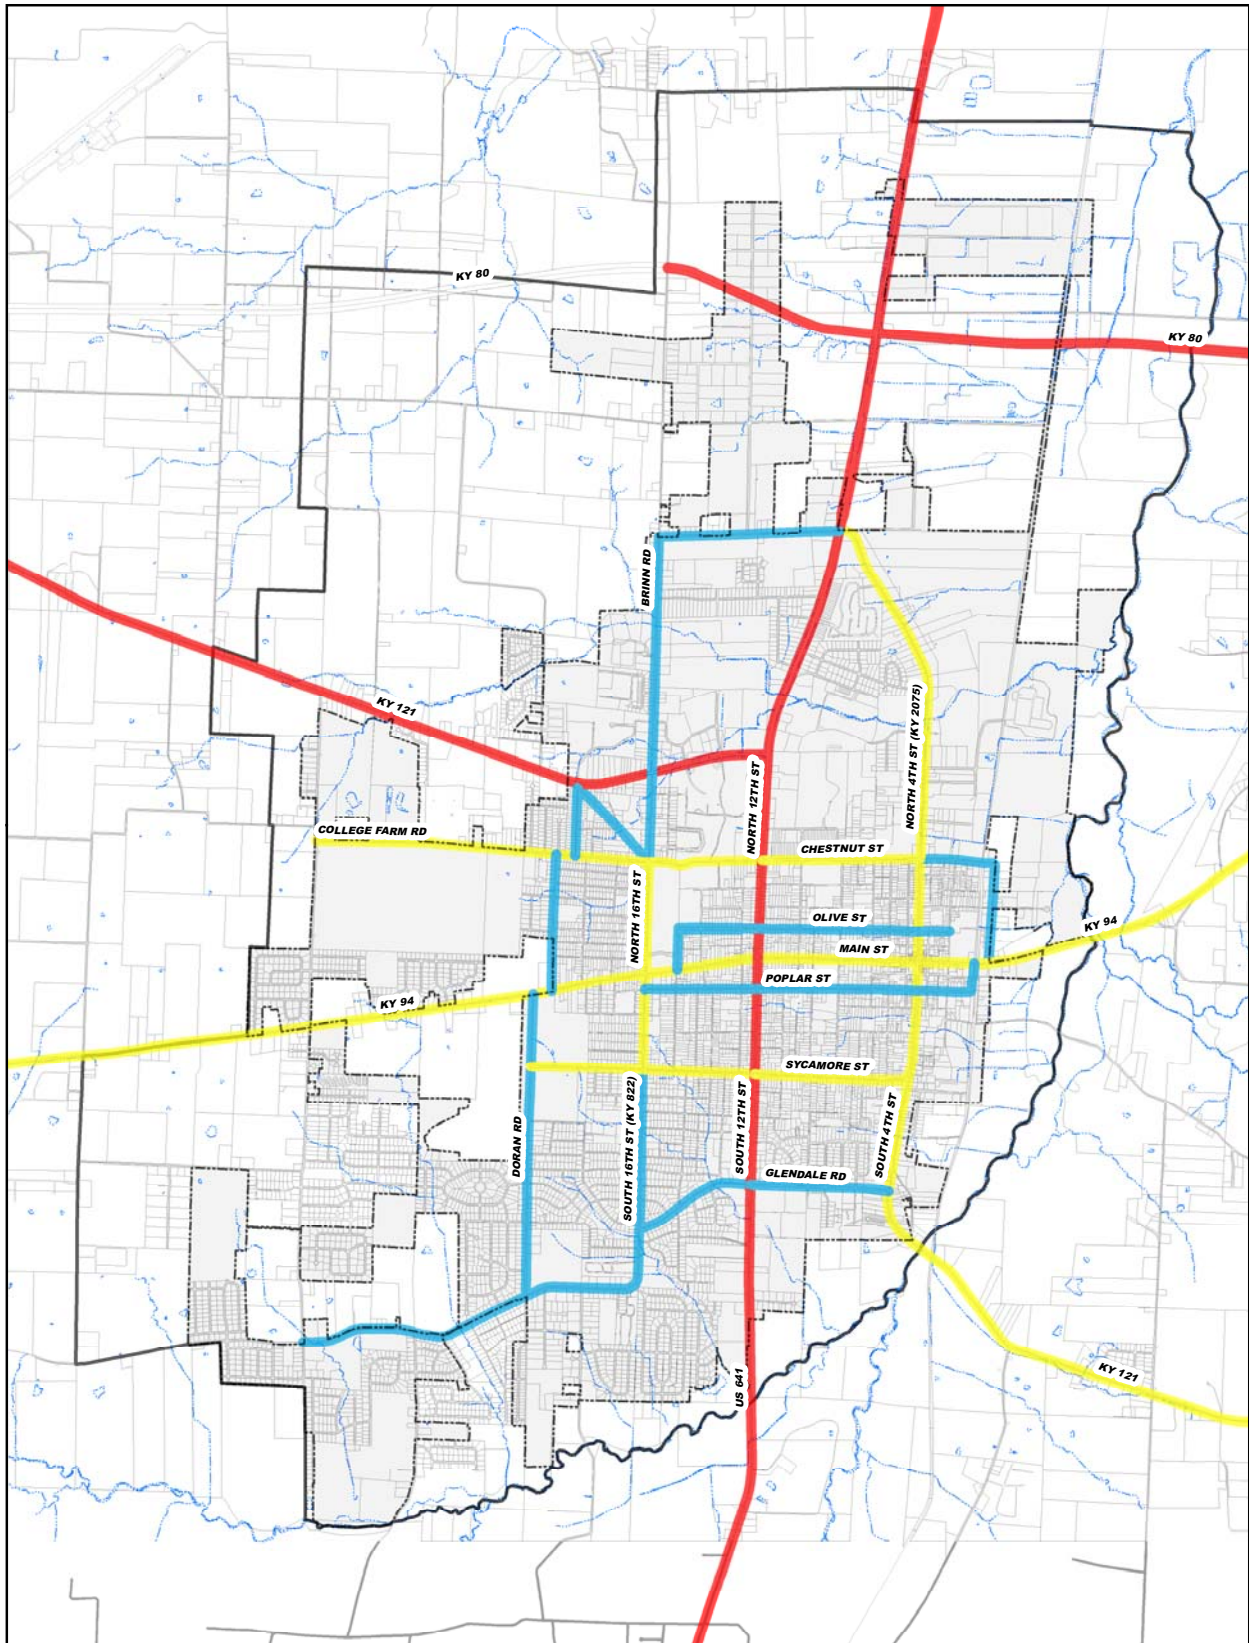 KY 80
KY 80
BRINN RD
KY 121
NORTH 4TH ST (KY 2075)
NORTH 12TH ST
COLLEGE FARM RD
CHESTNUT ST
NORTH 16TH ST
OLIVE ST
KY 94
MAIN ST
POPLAR ST
KY 94
SYCAMORE ST
SOUTH 16TH ST (KY 822)
SOUTH 12TH ST
SOUTH 4TH ST
DORAN RD
GLENDALE RD
KY 121
US 641